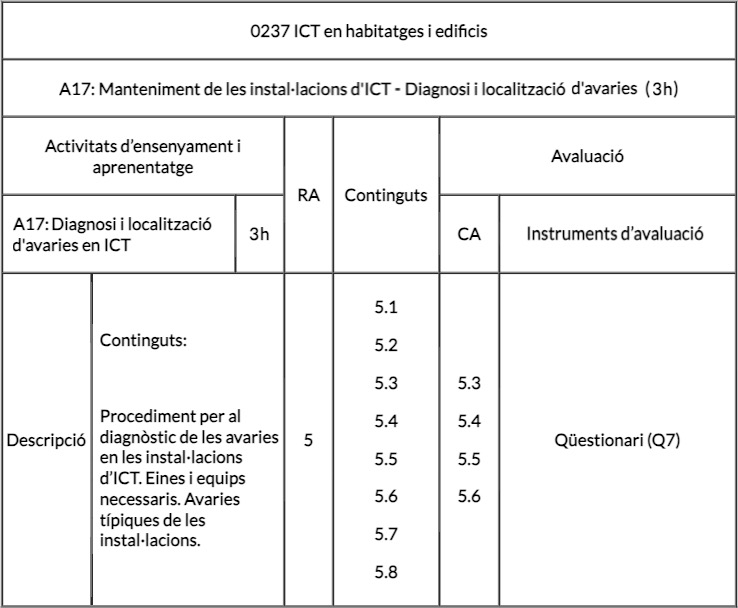 0237 ICT en habitatges i edificis
A17: Manteniment de les instal·lacions d'ICT - Diagnosi i localització d'avaries (3h)
Activitats d’ensenyament i
aprenentatge
RA
Continguts
Avaluació
A17: Diagnosi i localització
d'avaries en ICT
3h
CA
Instruments d’avaluació
Descripció
Continguts:
Procediment per al
diagnòstic de les avaries
en les instal·lacions
d’ICT. Eines i equips
necessaris. Avaries
típiques de les
instal·lacions.
5
5.1
5.2
5.3
5.4
5.5
5.6
5.7
5.8
5.3
5.4
5.5
5.6
Qüestionari (Q7)